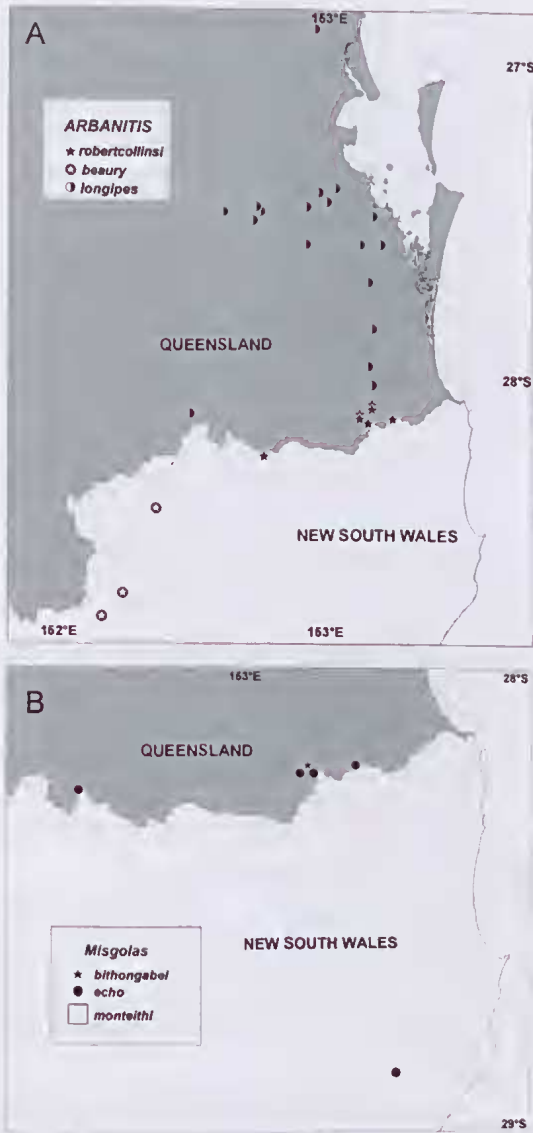 A
153°E
27°S
ARBANITIS
robertcollinsi
beaury
longipes
QUEENSLAND
28°S
NEW SOUTH WALES
152°E
153°E
B
153°E
28°S
QUEENSLAND
Misgolas
bithongabel
echo
monteithi
NEW SOUTH WALES
29°S